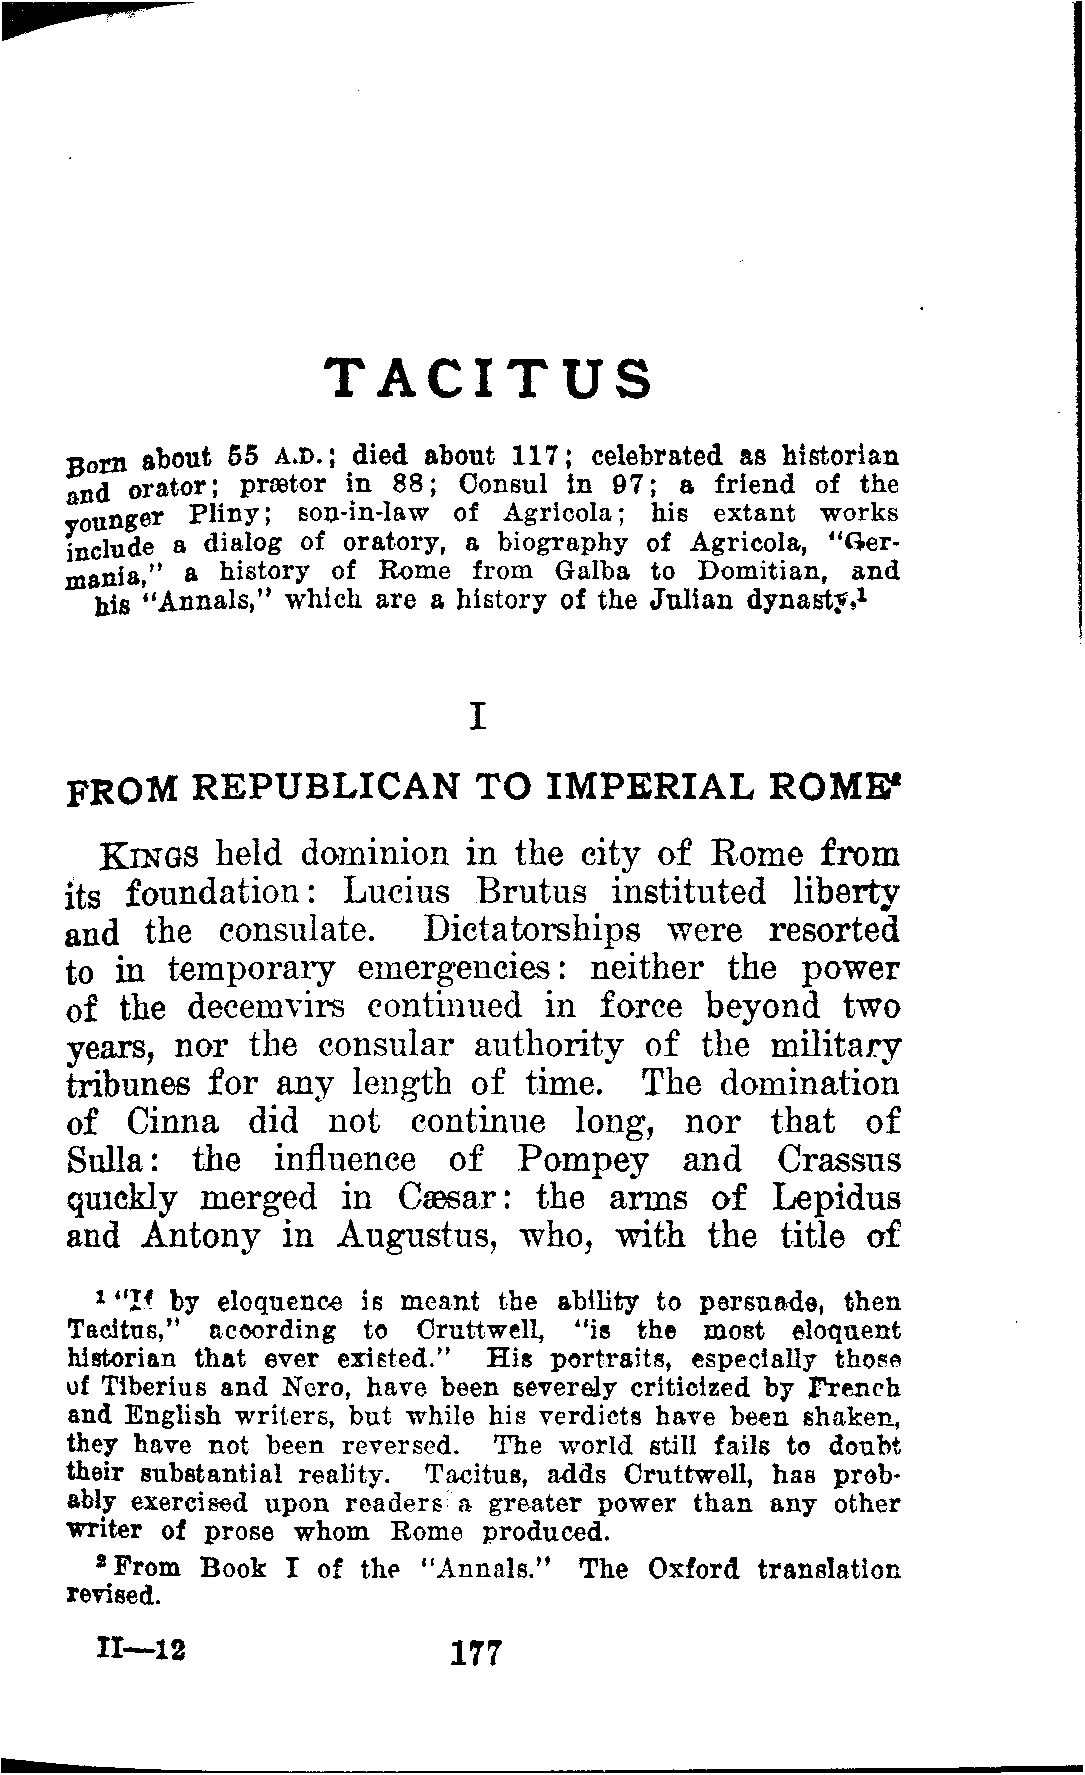 TACITUS
Born about 55 A.D.; died about 117; celebrated as historian
and orator; prætor in 88; Consul in 97; a friend of the
younger Pliny; son-in-law of Agricola; his extant works
include a dialog of oratory, a biography of Agricola, "Ger-
mania," a history of Rome from Galba to Domitian, and
his "Annals," which are a history of the Julian dynasty.¹
I
FROM REPUBLICAN TO IMPERIAL ROME²
KINGS held dominion in the city of Rome from
its foundation: Lucius Brutus instituted liberty
and the consulate. Dictatorships were resorted
to in temporary emergencies: neither the power
of the decemvirs continued in force beyond two
years, nor the consular authority of the military
tribunes for any length of time. The domination
of Cinna did not continue long, nor that of
Sulla: the influence of Pompey and Crassus
quickly merged in Cæsar: the arms of Lepidus
and Antony in Augustus, who, with the title of
¹ "If by eloquence is meant the ability to persuade, then
Tacitus," according to Cruttwell, "is the most eloquent
historian that ever existed." His portraits, especially those
of Tiberius and Nero, have been severely criticized by French
and English writers, but while his verdicts have been shaken,
they have not been reversed. The world still fails to doubt
their substantial reality. Tacitus, adds Cruttwell, has prob-
ably exercised upon readers a greater power than any other
writer of prose whom Rome produced.
² From Book I of the "Annals." The Oxford translation
revised.
II—12 177